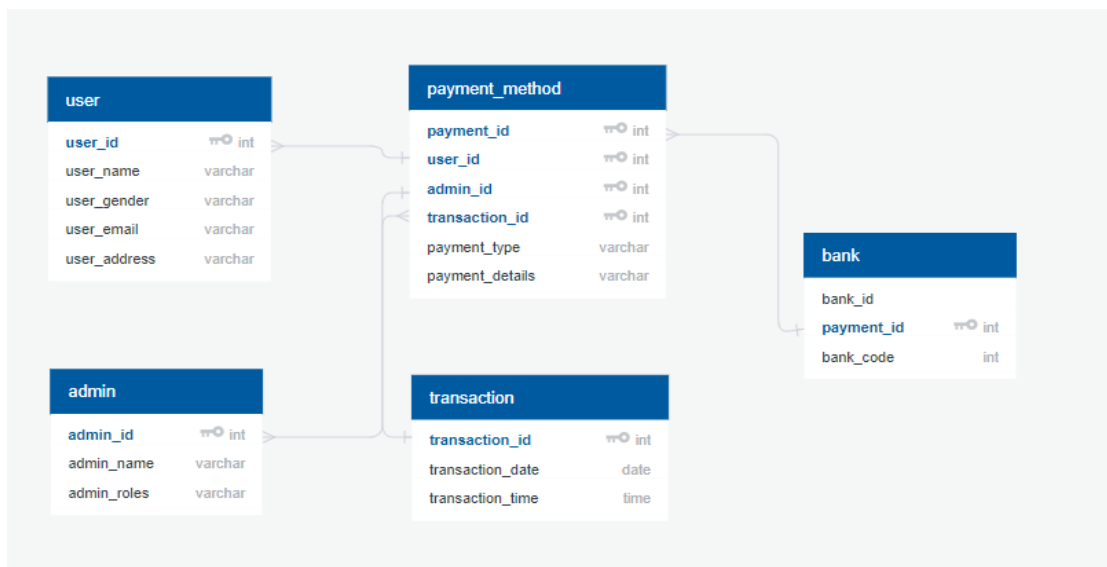 user
user_id int
user_name varchar
user_gender varchar
user_email varchar
user_address varchar
payment_method
payment_id int
user_id int
admin_id int
transaction_id int
payment_type varchar
payment_details varchar
bank
bank_id
payment_id int
bank_code int
admin
admin_id int
admin_name varchar
admin_roles varchar
transaction
transaction_id int
transaction_date date
transaction_time time